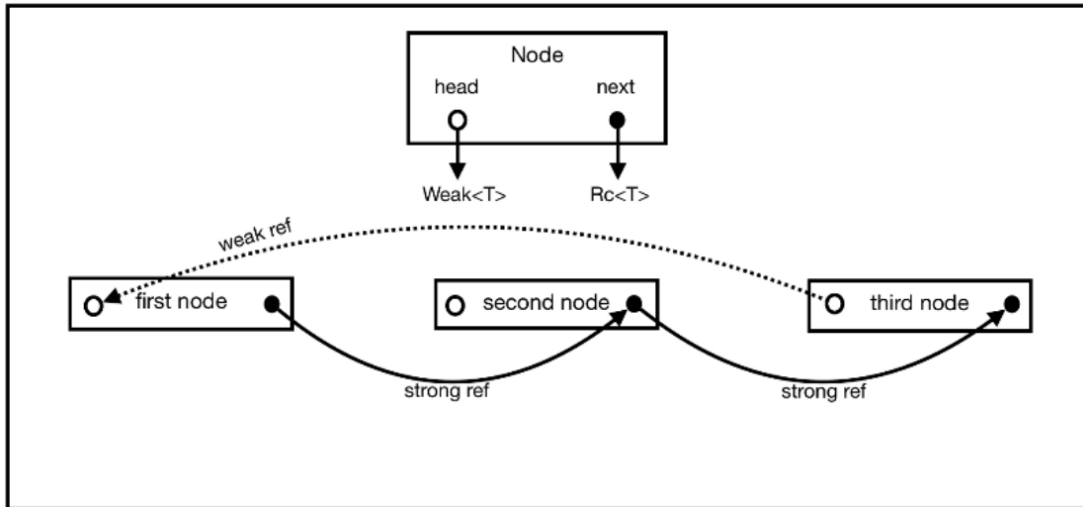 Node
head next
Weak<T> Rc<T>
weak ref
first node second node third node
strong ref strong ref